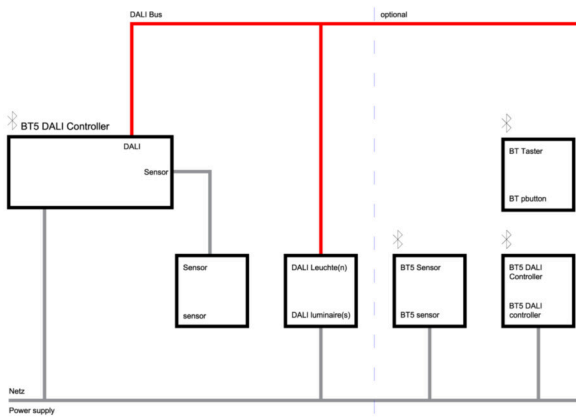 DALI Bus
optional
BT5 DALI Controller
DALI
Sensor
BT Taster
BT pbutton
Sensor
sensor
DALI Leuchte(n)
DALI luminaire(s)
BT5 Sensor
BT5 sensor
BT5 DALI
Controller
BT5 DALI
controller
Netz
Power supply